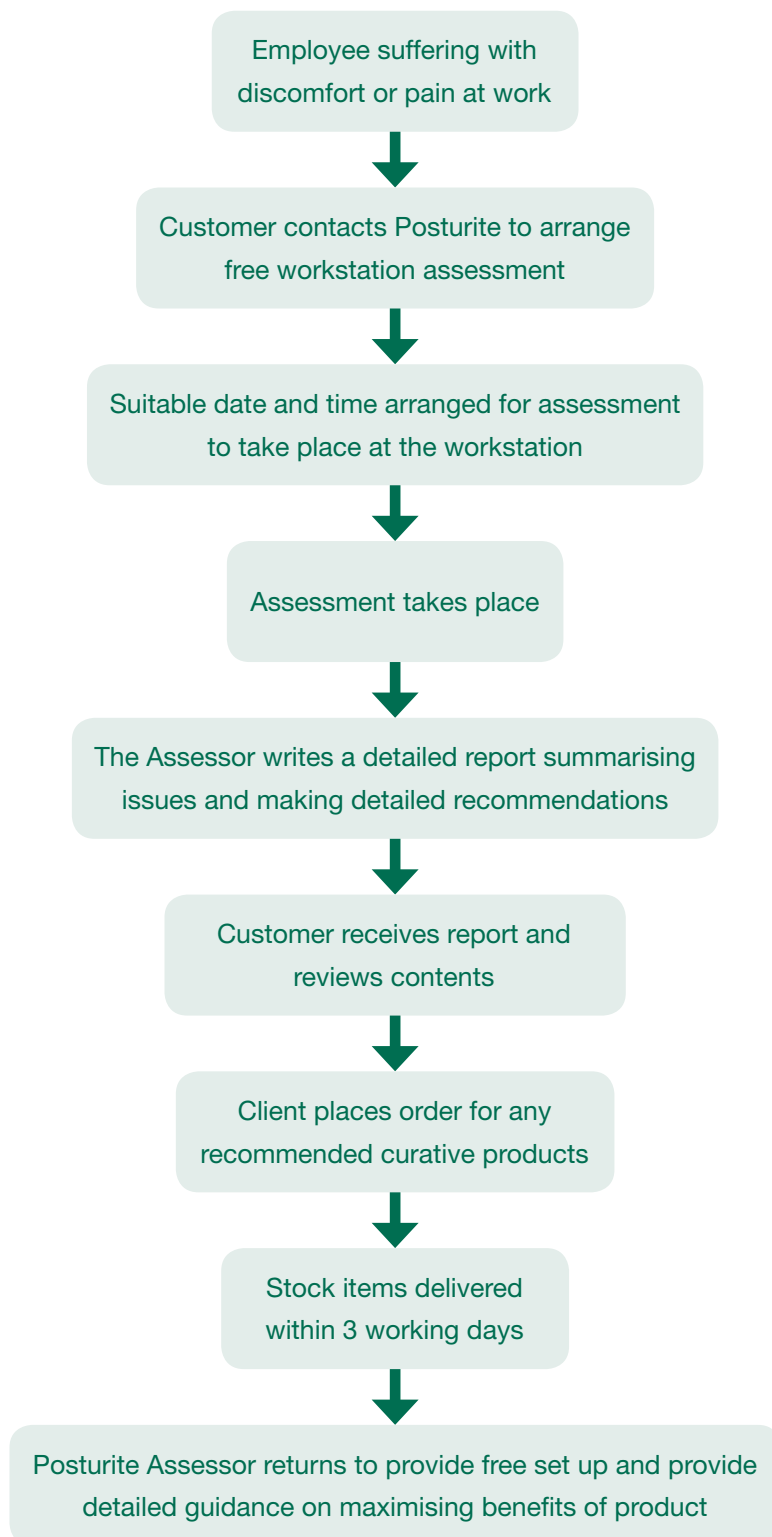 Employee suffering with
discomfort or pain at work
Customer contacts Posturite to arrange
free workstation assessment
Suitable date and time arranged for assessment
to take place at the workstation
Assessment takes place
The Assessor writes a detailed report summarising
issues and making detailed recommendations
Customer receives report and
reviews contents
Client places order for any
recommended curative products
Stock items delivered
within 3 working days
Posturite Assessor returns to provide free set up and provide
detailed guidance on maximising benefits of product